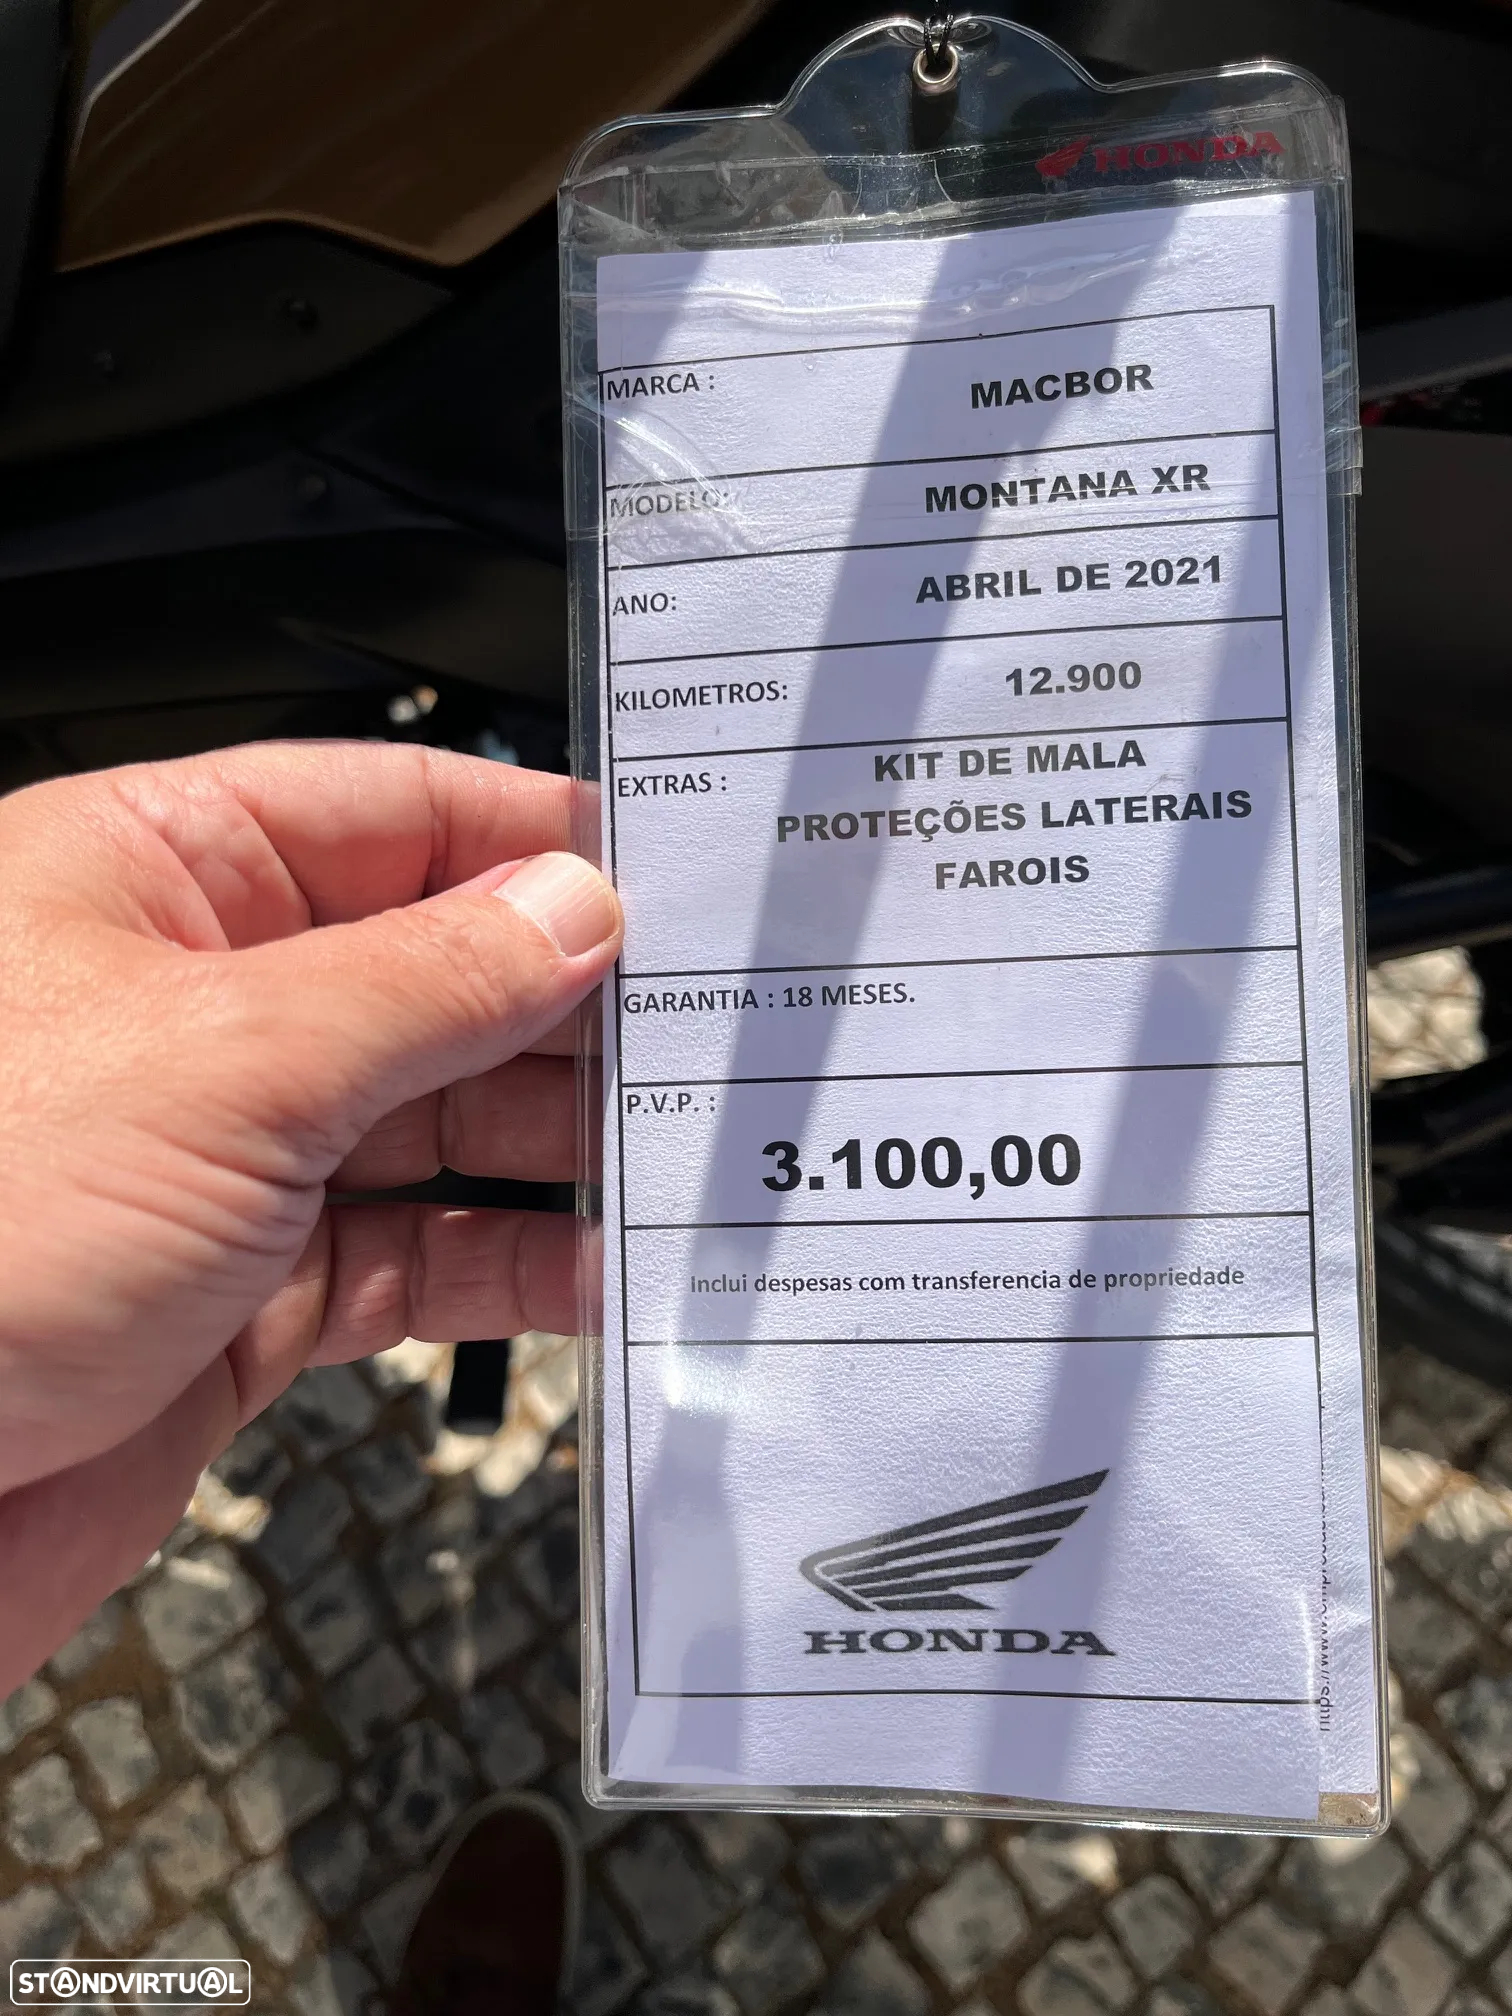 HONDA
MARCA :
MACBOR
MODELO:
MONTANA XR
ANO:
ABRIL DE 2021
KILOMETROS:
12.900
EXTRAS :
KIT DE MALA
PROTEÇÕES LATERAIS
FAROIS
GARANTIA : 18 MESES.
P.V.P. :
3.100,00
Inclui despesas com transferencia de propriedade
HONDA
STANDVIRTUAL